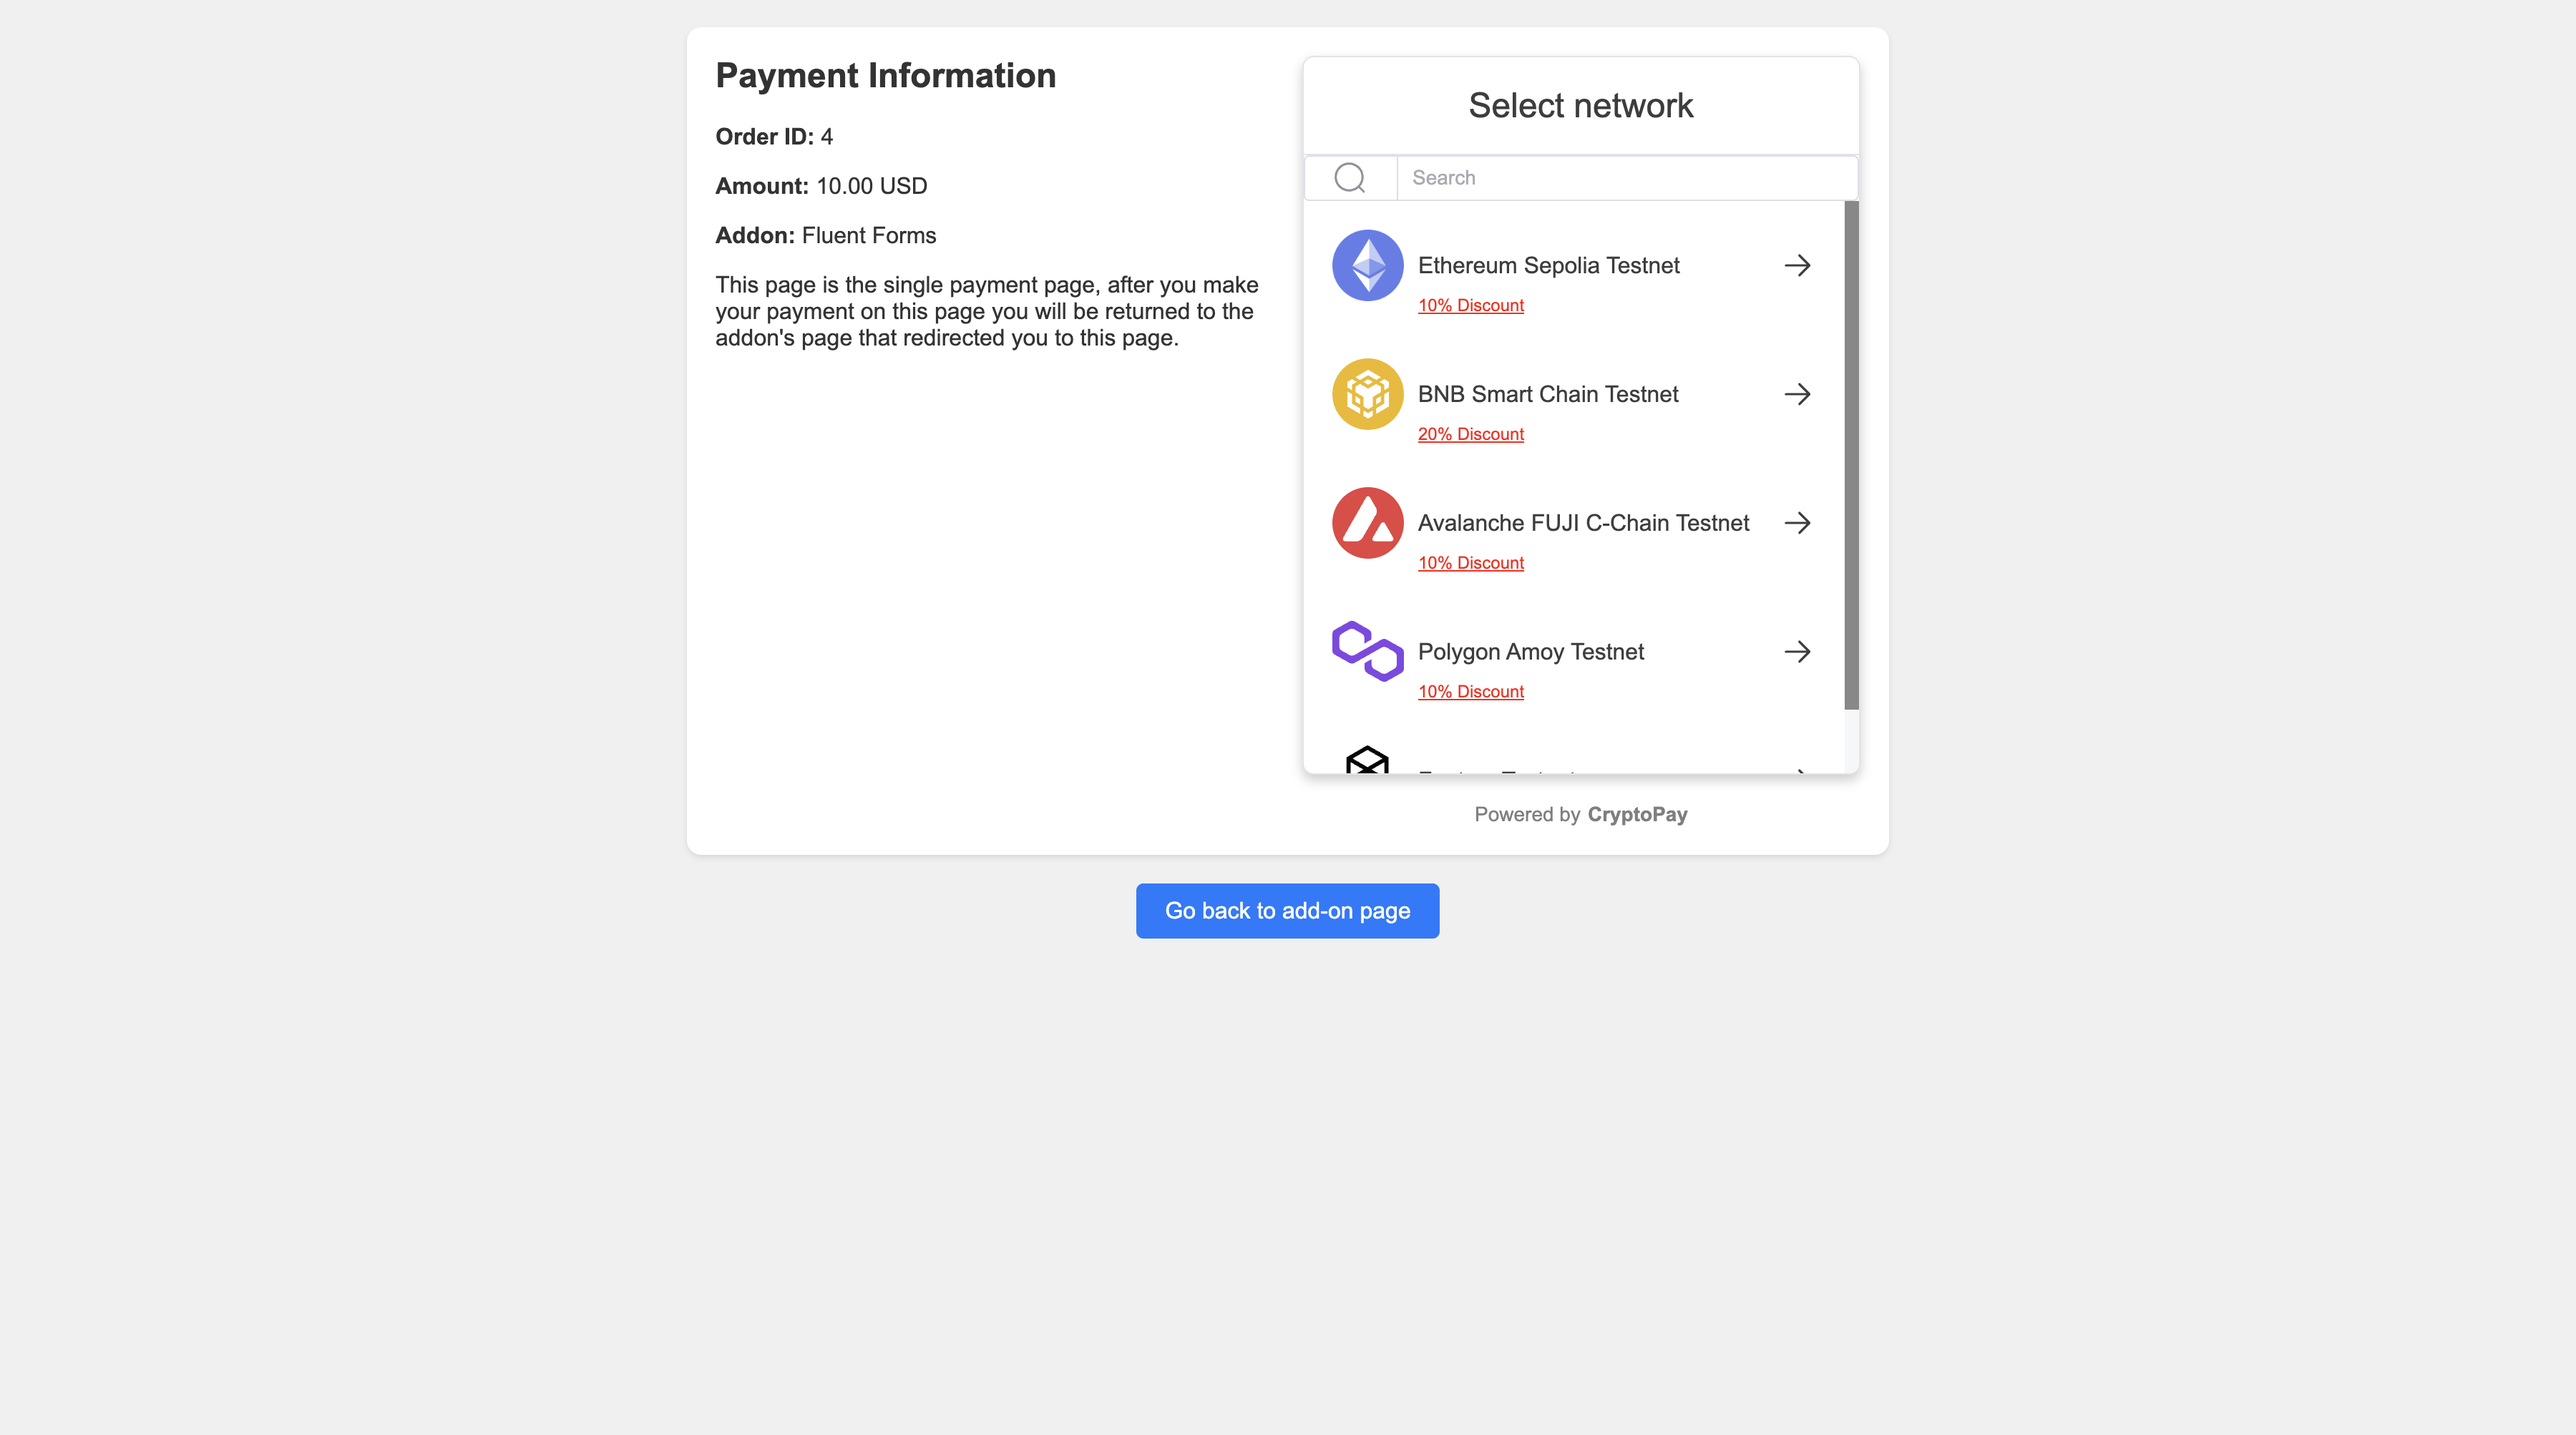 Payment Information
Order ID: 4
Amount: 10.00 USD
Addon: Fluent Forms
This page is the single payment page, after you make
your payment on this page you will be returned to the
addon's page that redirected you to this page.
Select network
Search
Ethereum Sepolia Testnet
10% Discount
BNB Smart Chain Testnet
20% Discount
Avalanche FUJI C-Chain Testnet
10% Discount
Polygon Amoy Testnet
10% Discount
Powered by CryptoPay
Go back to add-on page